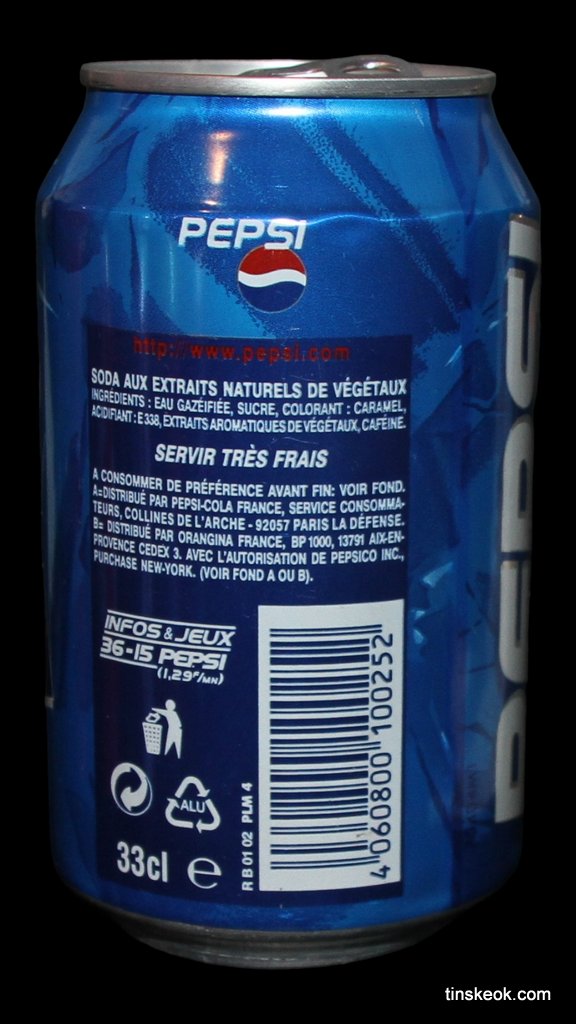 PEPSI
http://www.pepsi.com
SODA AUX EXTRAITS NATURELS DE VÉGÉTAUX
INGRÉDIENTS : EAU GAZÉIFIÉE, SUCRE, COLORANT : CARAMEL,
ACIDIFIANT : E 338, EXTRAITS AROMATIQUES DE VÉGÉTAUX, CAFÉINE.
SERVIR TRÈS FRAIS
A CONSOMMER DE PRÉFÉRENCE AVANT FIN: VOIR FOND.
A=DISTRIBUÉ PAR PEPSI-COLA FRANCE, SERVICE CONSOMMA-
TEURS, COLLINES DE L'ARCHE - 92057 PARIS LA DÉFENSE.
B= DISTRIBUÉ PAR ORANGINA FRANCE, BP 1000, 13791 AIX-EN-
PROVENCE CEDEX 3. AVEC L'AUTORISATION DE PEPSICO INC.,
PURCHASE NEW-YORK. (VOIR FOND A OU B).
INFOS & JEUX
36-15 PEPSI
(1,29F/MN)
ALU
33cl e
R B 01 02 PLM 4
4 060800 100252
PEPSI
tinskeok.com